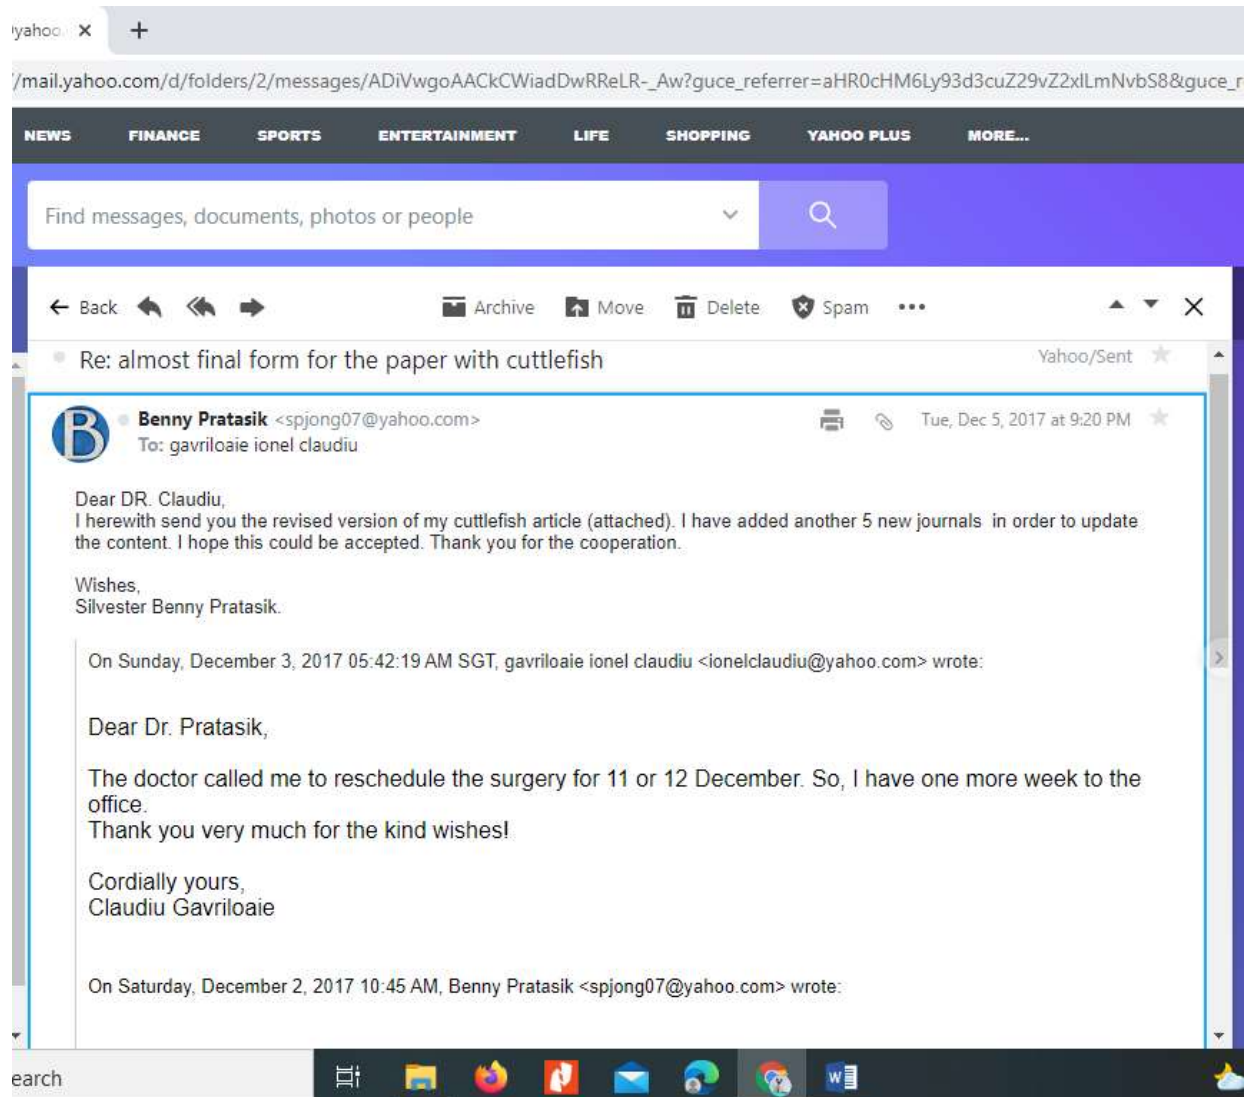 yahoo. ×
/mail.yahoo.com/d/folders/2/messages/ADiVwgoAACkCWiadDwRReLR-_Aw?guce_referrer=aHR0cHM6Ly93d3cuZ29vZ2xlLmNvbS8&guce_r
NEWS FINANCE SPORTS ENTERTAINMENT LIFE SHOPPING YAHOO PLUS MORE...
Find messages, documents, photos or people
Back Archive Move Delete Spam
Re: almost final form for the paper with cuttlefish Yahoo/Sent
B Benny Pratasik <spjong07@yahoo.com> Tue, Dec 5, 2017 at 9:20 PM
To: gavriloaie ionel claudiu
Dear DR. Claudiu,
I herewith send you the revised version of my cuttlefish article (attached). I have added another 5 new journals in order to update
the content. I hope this could be accepted. Thank you for the cooperation.
Wishes,
Silvester Benny Pratasik.
On Sunday, December 3, 2017 05:42:19 AM SGT, gavriloaie ionel claudiu <ionelclaudiu@yahoo.com> wrote:
Dear Dr. Pratasik,
The doctor called me to reschedule the surgery for 11 or 12 December. So, I have one more week to the
office.
Thank you very much for the kind wishes!
Cordially yours,
Claudiu Gavriloaie
On Saturday, December 2, 2017 10:45 AM, Benny Pratasik <spjong07@yahoo.com> wrote:
earch